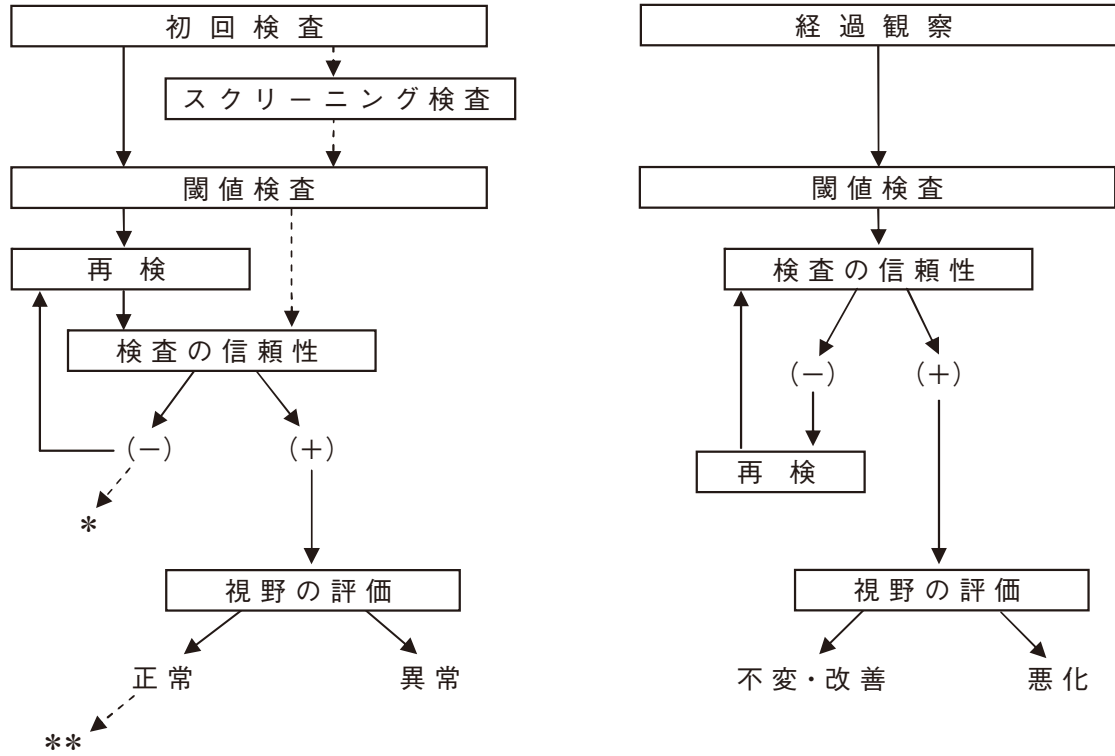 初回検査
スクリーニング検査
閾値検査
再検
検査の信頼性
(－)
(＋)
*
視野の評価
正常
異常
**
経過観察
閾値検査
検査の信頼性
(－)
(＋)
再検
視野の評価
不変・改善
悪化